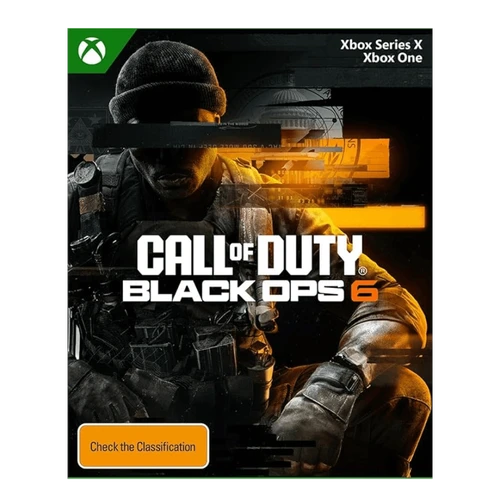 Xbox Series X
Xbox One
CALL OF DUTY®
BLACK OPS 6
Check the Classification